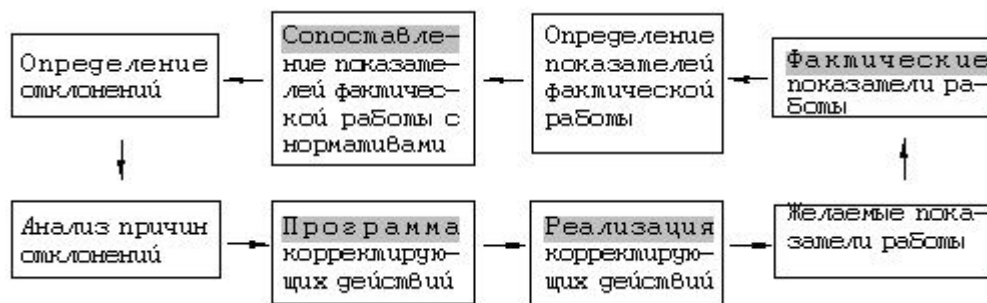 Определение
отклонений
Сопоставле-
ние показате-
лей фактичес-
кой работы с
нормативами
Определение
показателей
фактической
работы
Фактические
показатели ра-
боты
Анализ причин
отклонений
Программа
корректирую-
щих действий
Реализация
корректирую-
щих действий
Желаемые пока-
затели работы